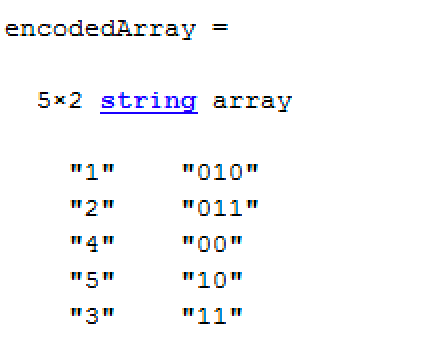 encodedArray =
5×2 string array
"1" "010"
"2" "011"
"4" "00"
"5" "10"
"3" "11"